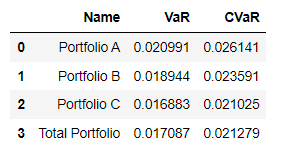 Name VaR CVaR
0 Portfolio A 0.020991 0.026141
1 Portfolio B 0.018944 0.023591
2 Portfolio C 0.016883 0.021025
3 Total Portfolio 0.017087 0.021279